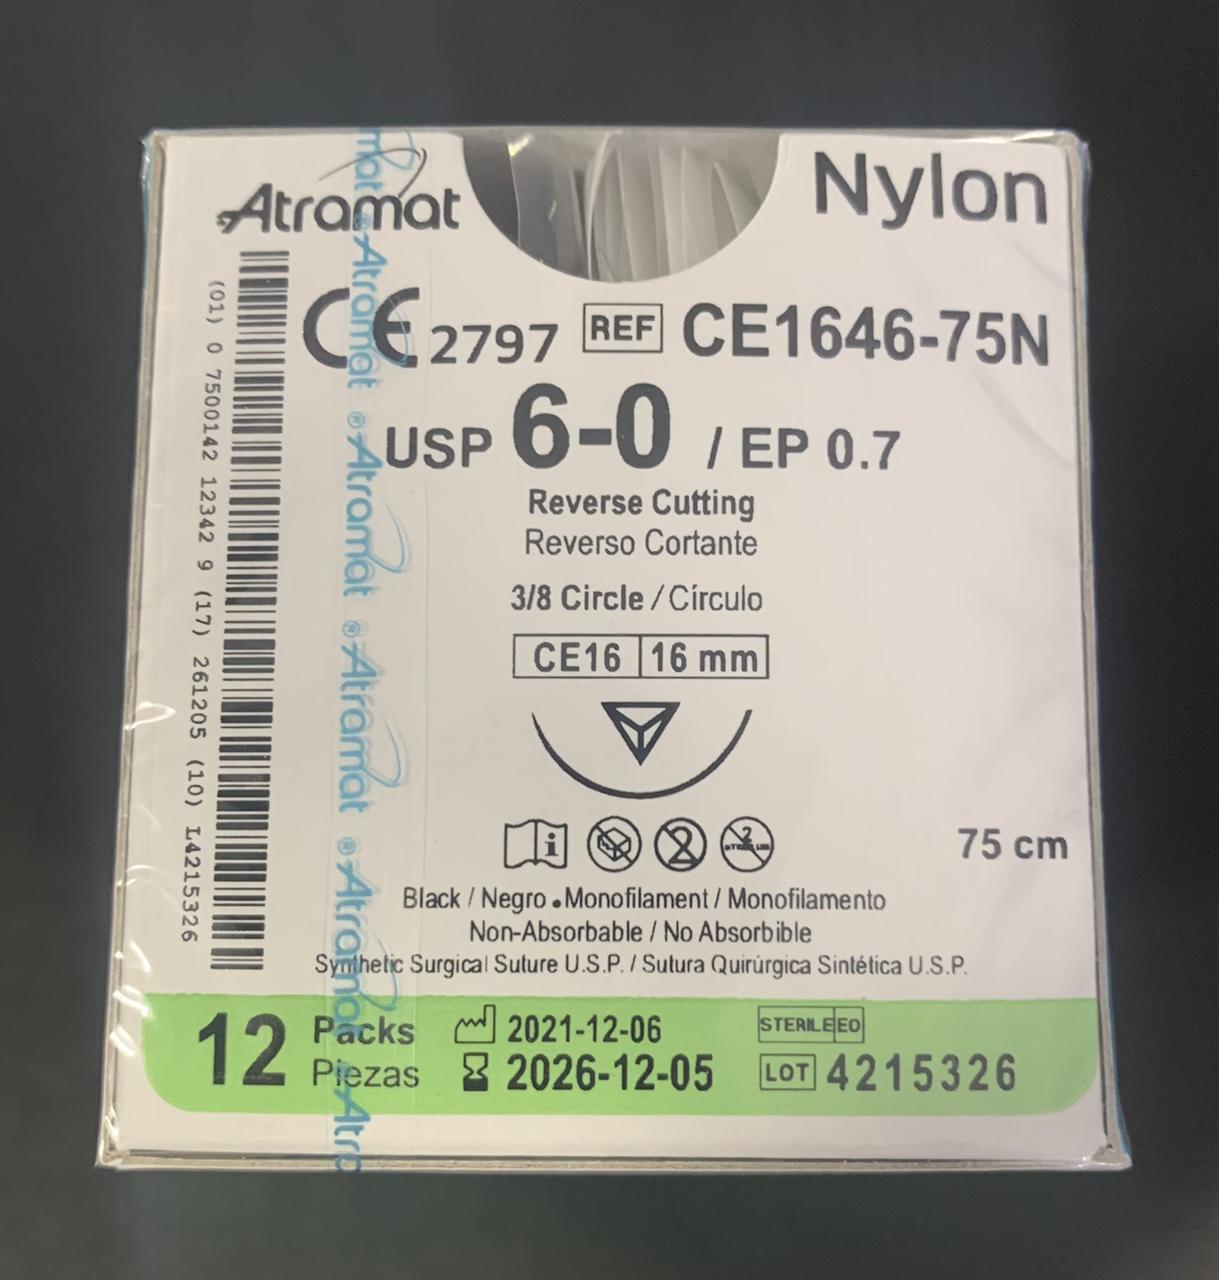 Atramat
Nylon
CE 2797 REF CE1646-75N
USP 6-0 / EP 0.7
Reverse Cutting
Reverso Cortante
3/8 Circle / Círculo
CE16 16 mm
75 cm
Black / Negro • Monofilament / Monofilamento
Non-Absorbable / No Absorbible
Synthetic Surgical Suture U.S.P. / Sutura Quirúrgica Sintética U.S.P.
12 Packs
Piezas
2021-12-06
2026-12-05
STERILE EO
LOT 4215326
(01) 0 7500142 12342 9 (17) 261205 (10) L4215326
mat ®Atramat ®Atramat ®Atramat ®Atramat ®Atra